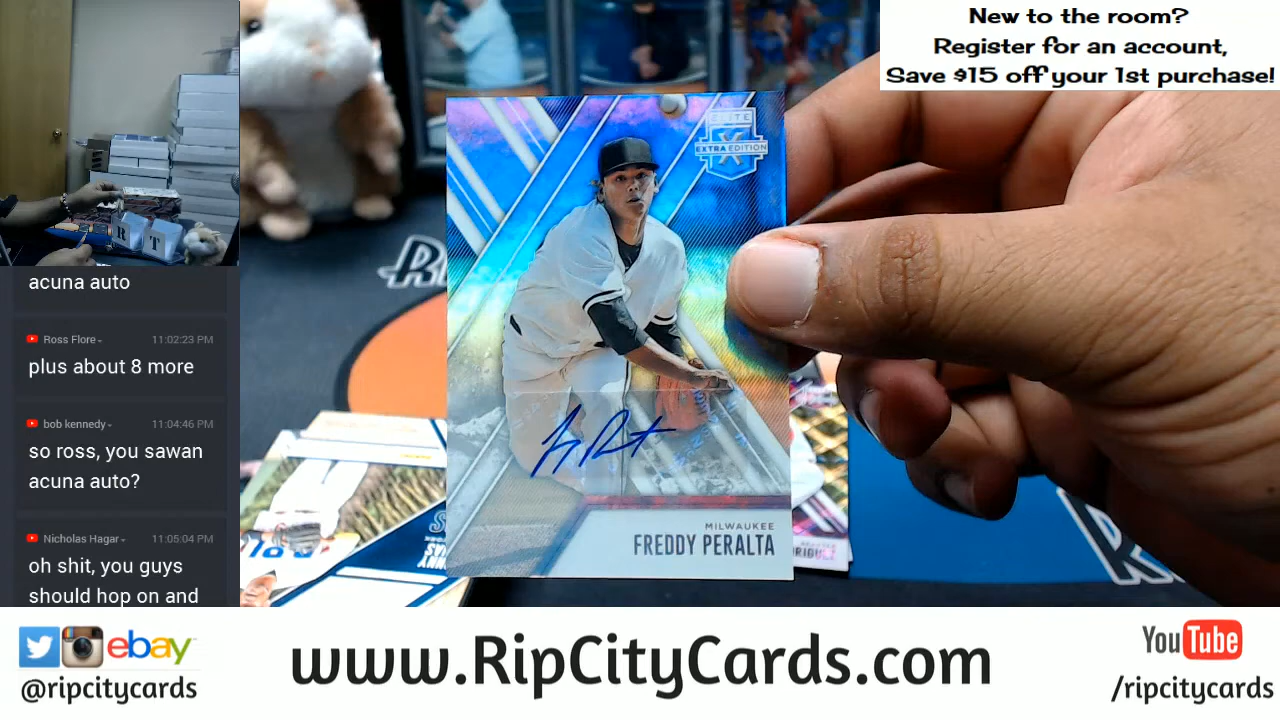 New to the room?
Register for an account,
Save $15 off your 1st purchase!
R T
acuna auto
Ross Flore
11:02:23 PM
plus about 8 more
bob kennedy
11:04:46 PM
so ross, you sawan
acuna auto?
Nicholas Hagar
11:05:04 PM
oh shit, you guys
should hop on and
ELITE
EXTRA EDITION
X
MILWAUKEE
FREDDY PERALTA
ebay
@ripcitycards
www.RipCityCards.com
YouTube
/ripcitycards